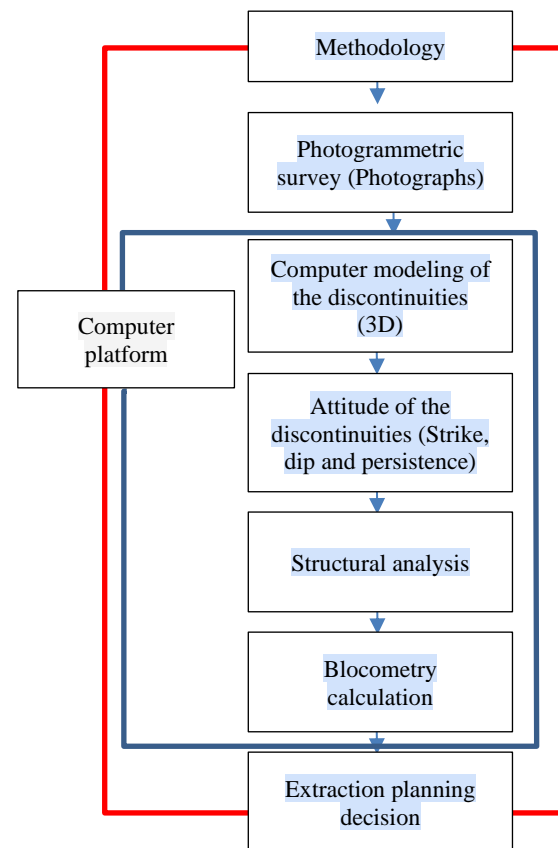 Methodology
Photogrammetric
survey (Photographs)
Computer modeling of
the discontinuities
(3D)
Computer
platform
Attitude of the
discontinuities (Strike,
dip and persistence)
Structural analysis
Blocometry
calculation
Extraction planning
decision